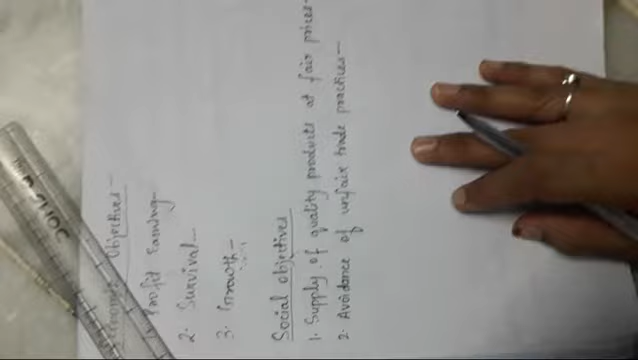 Economic Objectives-
1. Profit Earning-
2. Survival-
3. Growth-
Social objectives
1. Supply of quality products at fair prices-
2. Avoidance of unfair trade practices-